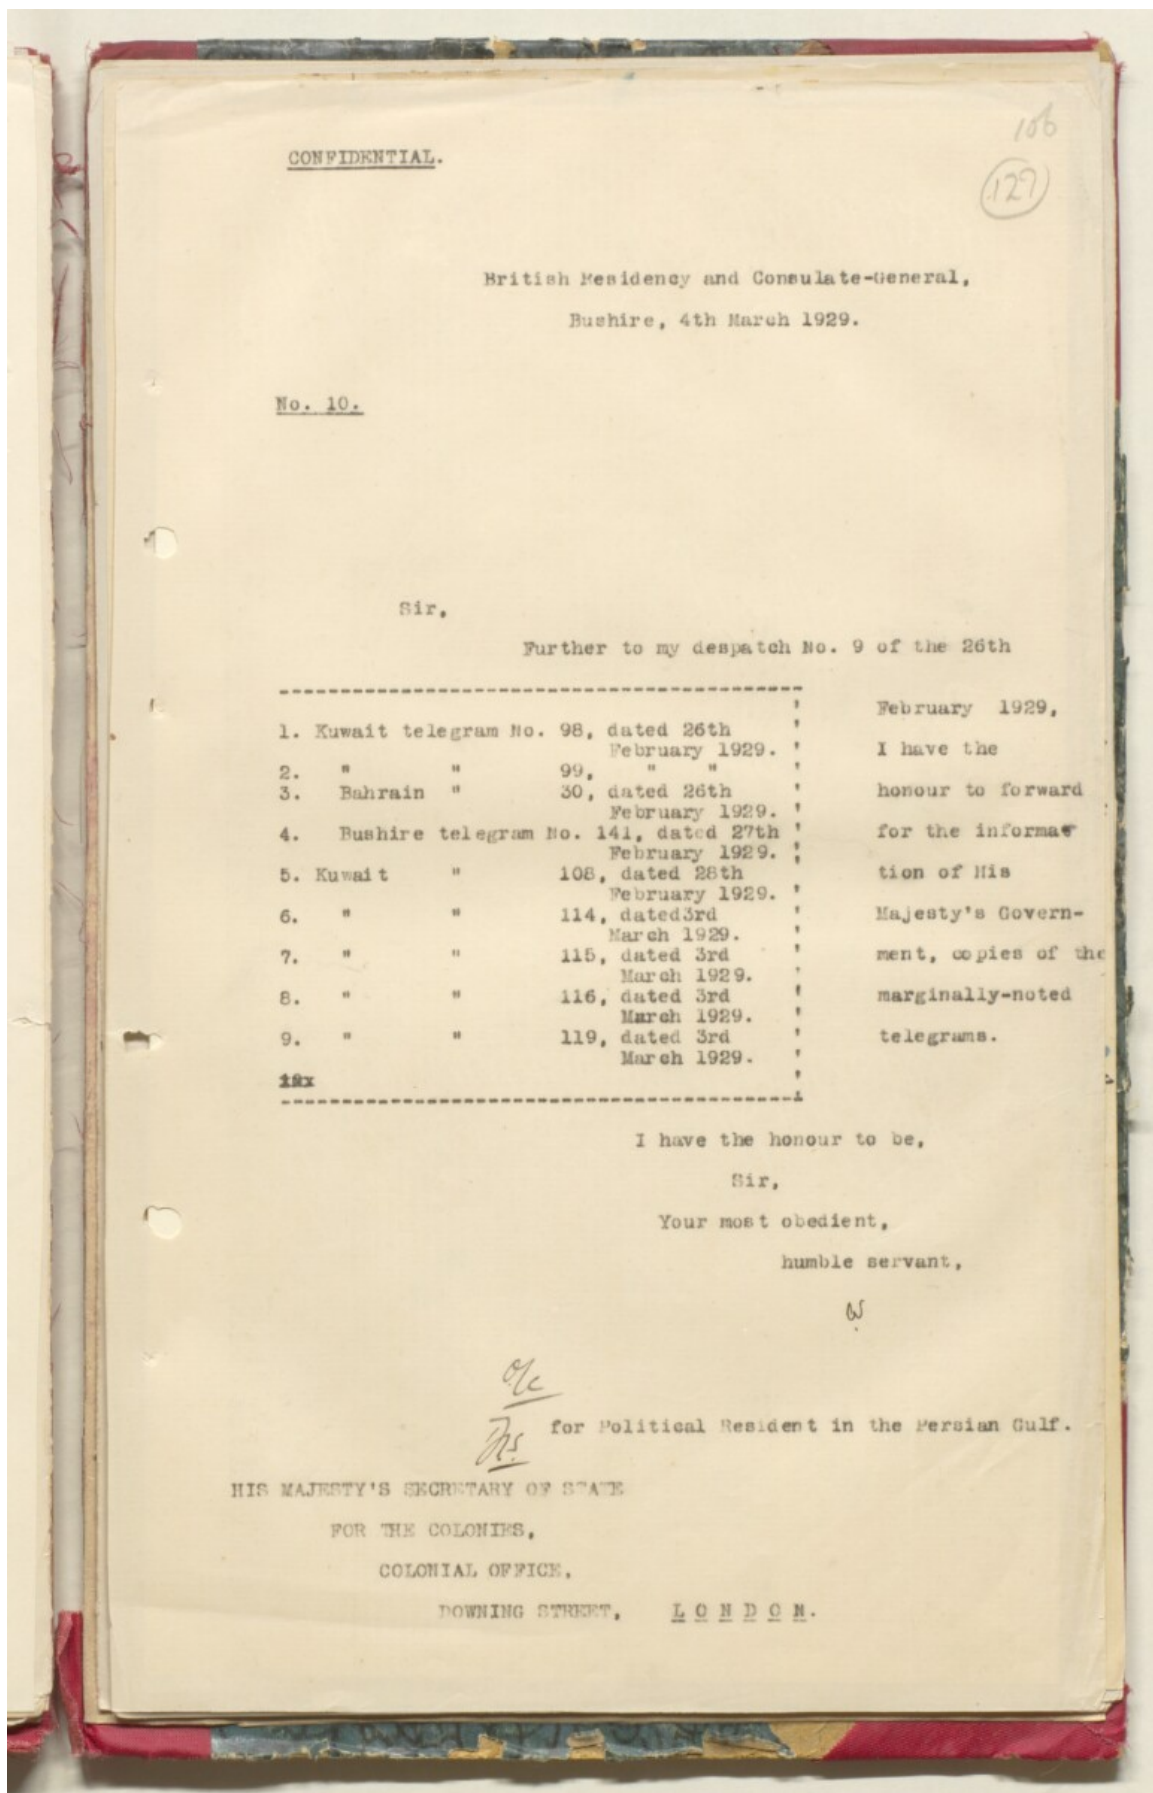 106
127
CONFIDENTIAL.
British Residency and Consulate-General,
Bushire, 4th March 1929.
No. 10.
Sir,
Further to my despatch No. 9 of the 26th
February 1929,
I have the
honour to forward
for the informa-
tion of His
Majesty's Govern-
ment, copies of the
marginally-noted
telegrams.
1. Kuwait telegram No. 98, dated 26th
February 1929.
2. " " 99, " "
3. Bahrain " 30, dated 26th
February 1929.
4. Bushire telegram No. 141, dated 27th
February 1929.
5. Kuwait " 108, dated 28th
February 1929.
6. " " 114, dated3rd
March 1929.
7. " " 115, dated 3rd
March 1929.
8. " " 116, dated 3rd
March 1929.
9. " " 119, dated 3rd
March 1929.
I have the honour to be,
Sir,
Your most obedient,
humble servant,
for Political Resident in the Persian Gulf.
HIS MAJESTY'S SECRETARY OF STATE
FOR THE COLONIES,
COLONIAL OFFICE,
DOWNING STREET, LONDON.